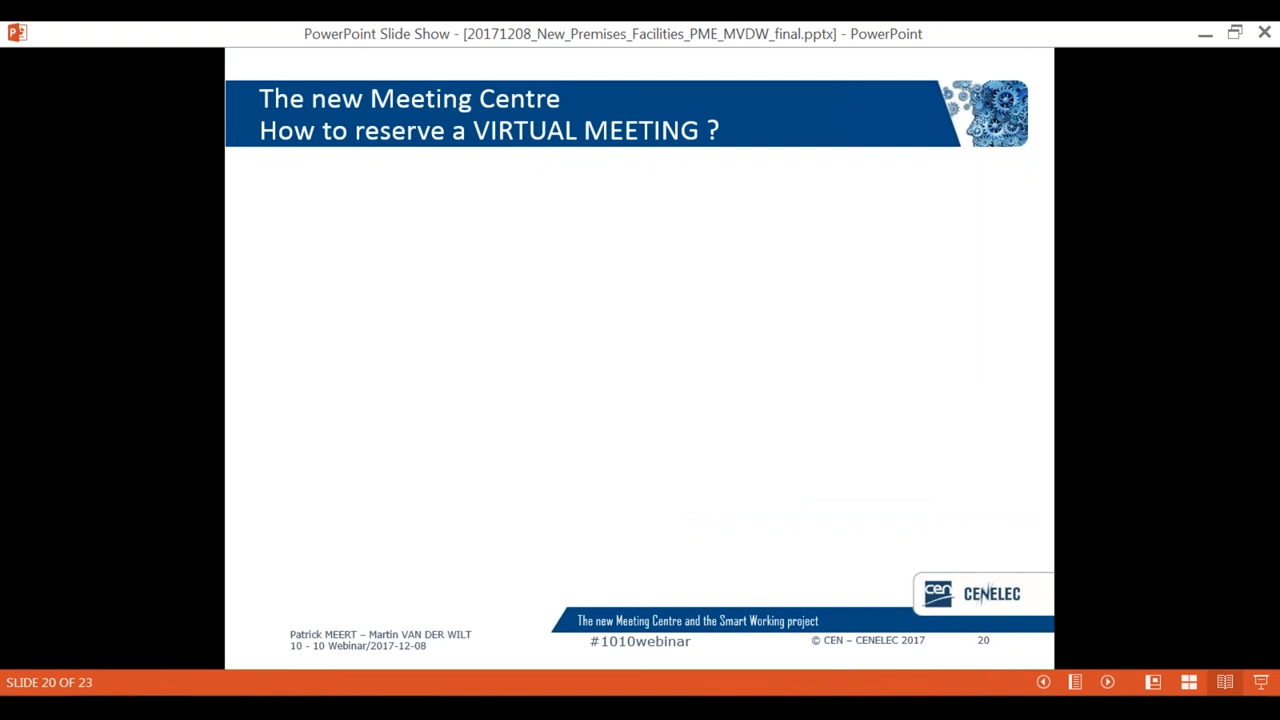 PowerPoint Slide Show - [20171208_New_Premises_Facilities_PME_MVDW_final.pptx] - PowerPoint
The new Meeting Centre
How to reserve a VIRTUAL MEETING ?
cen CENELEC
The new Meeting Centre and the Smart Working project
Patrick MEERT – Martin VAN DER WILT
10 - 10 Webinar/2017-12-08
#1010webinar
© CEN – CENELEC 2017
20
SLIDE 20 OF 23